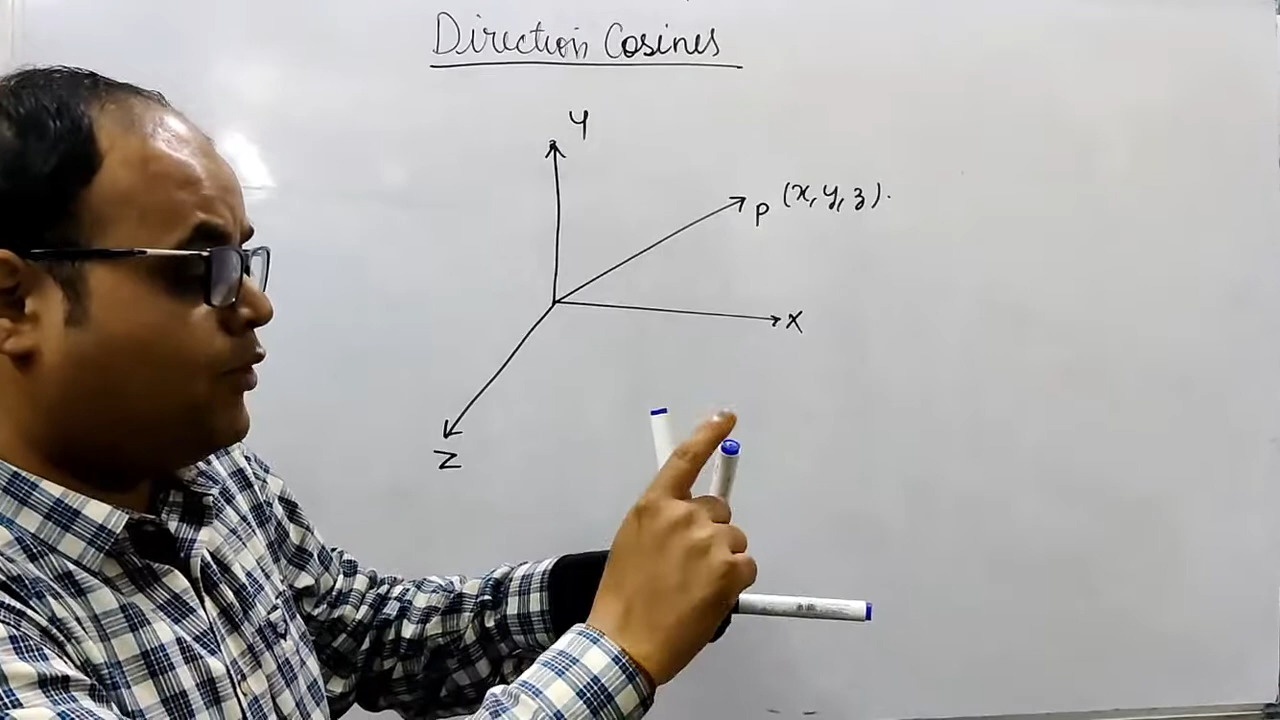 Direction Cosines
Y
P (x, y, z).
X
Z